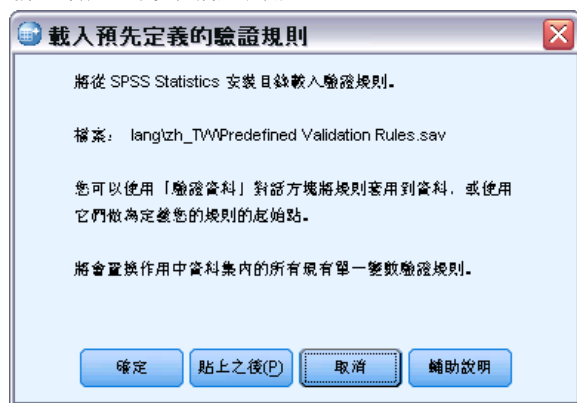 載入預先定義的驗證規則
將從 SPSS Statistics 安裝目錄載入驗證規則。
檔案： lang\zh_TW\Predefined Validation Rules.sav
您可以使用「驗證資料」對話方塊將規則套用到資料，或使用
它們做為定義您的規則的起始點。
將會置換作用中資料集內的所有現有單一變數驗證規則。
確定
貼上之後(P)
取消
輔助說明